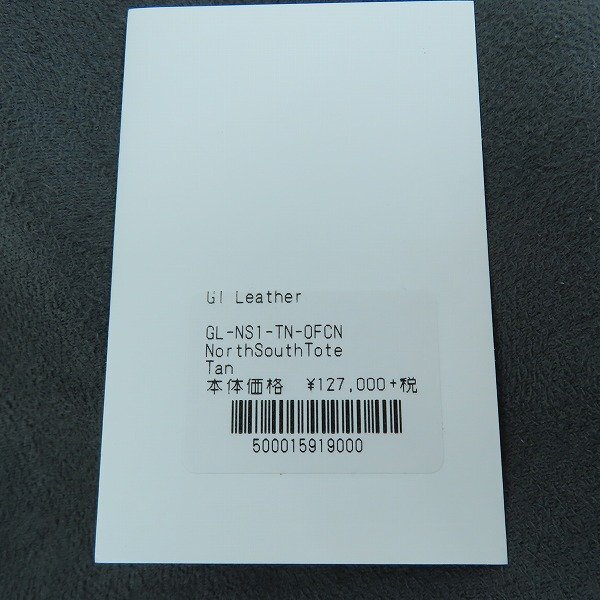 Gl Leather
GL-NS1-TN-OFCN
NorthSouthTote
Tan
本体価格 ¥127,000+税
500015919000